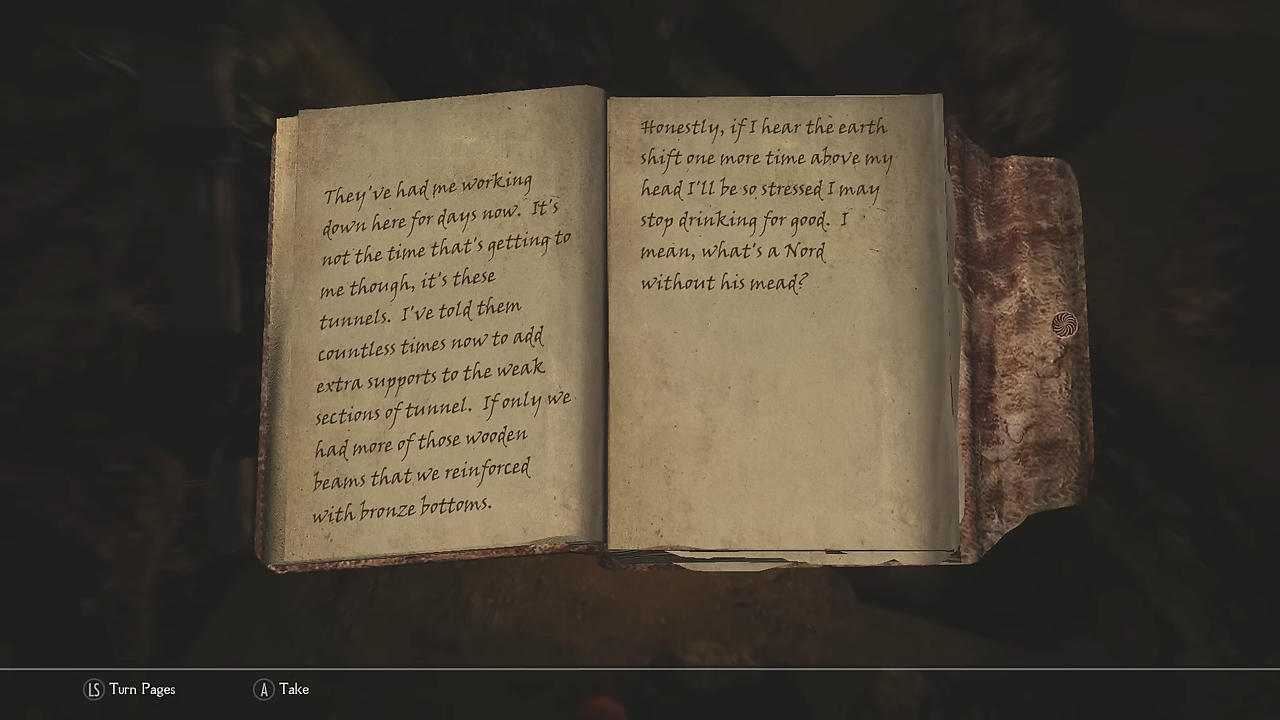 They've had me working
down here for days now.  It's
not the time that's getting to
me though, it's these
tunnels.  I've told them
countless times now to add
extra supports to the weak
sections of tunnel.  If only we
had more of those wooden
beams that we reinforced
with bronze bottoms.
Honestly, if I hear the earth
shift one more time above my
head I'll be so stressed I may
stop drinking for good.  I
mean, what's a Nord
without his mead?
LS Turn Pages
A Take